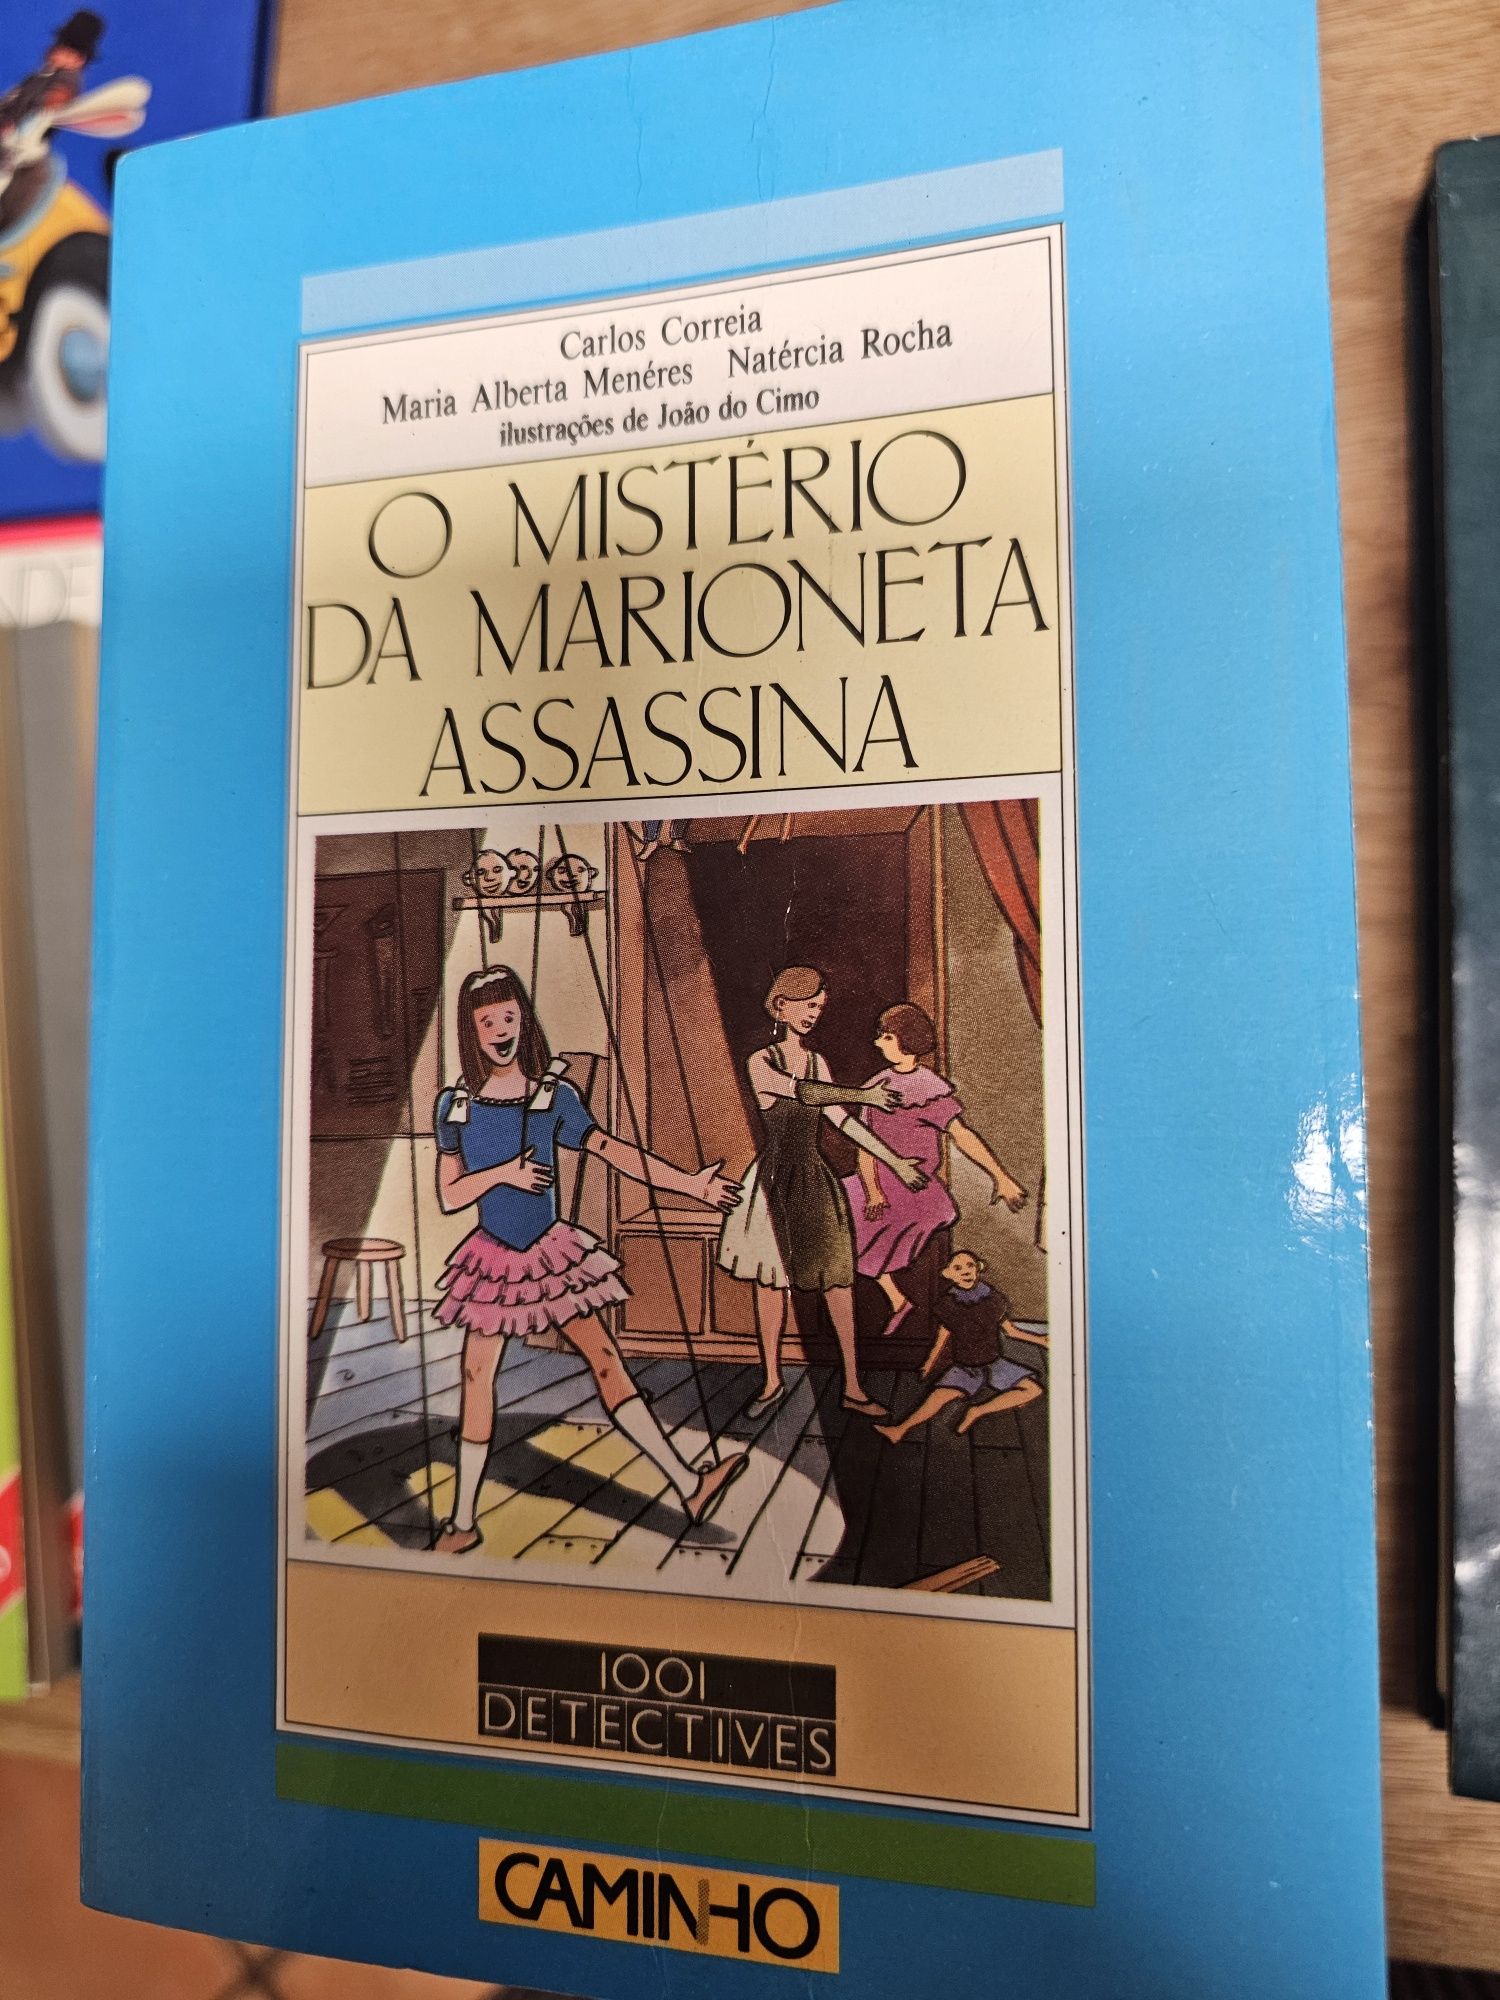 Carlos Correia
Maria Alberta Menéres Natércia Rocha
ilustrações de João do Cimo
O MISTÉRIO
DA MARIONETA
ASSASSINA
1001
DETECTIVES
CAMINHO